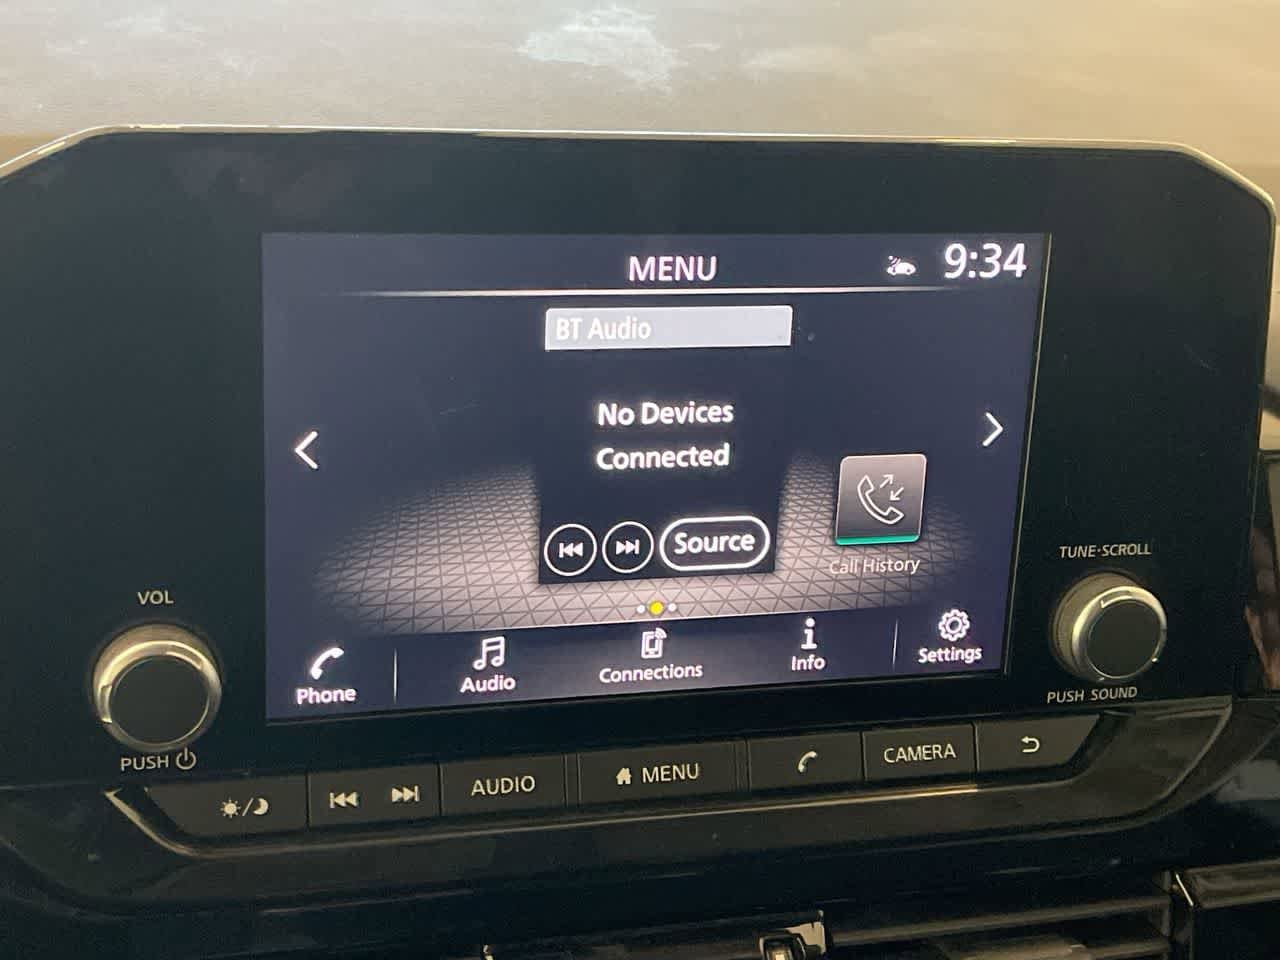 MENU
9:34
BT Audio
No Devices
Connected
Source
Call History
Phone
Audio
Connections
Info
Settings
VOL
PUSH
TUNE·SCROLL
PUSH SOUND
AUDIO
MENU
CAMERA